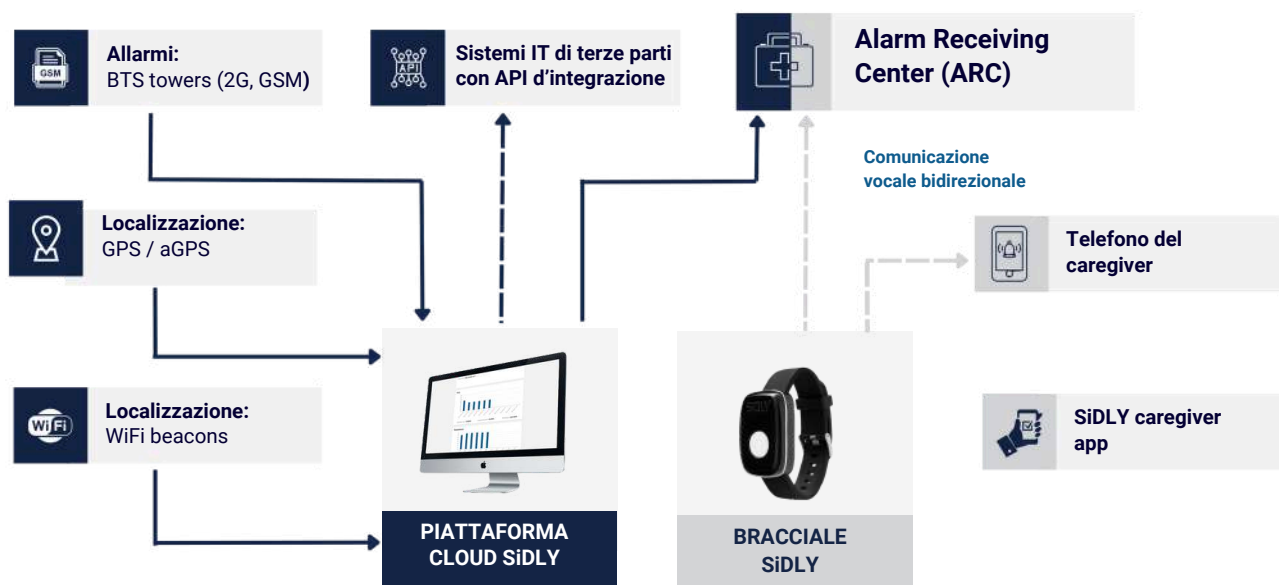 Allarmi:
BTS towers (2G, GSM)
GSM
Sistemi IT di terze parti
con API d'integrazione
API
Alarm Receiving
Center (ARC)
Comunicazione
vocale bidirezionale
Localizzazione:
GPS / aGPS
Telefono del
caregiver
Localizzazione:
WiFi beacons
WiFi
SiDLY caregiver
app
SiDLY
PIATTAFORMA
CLOUD SiDLY
BRACCIALE
SiDLY